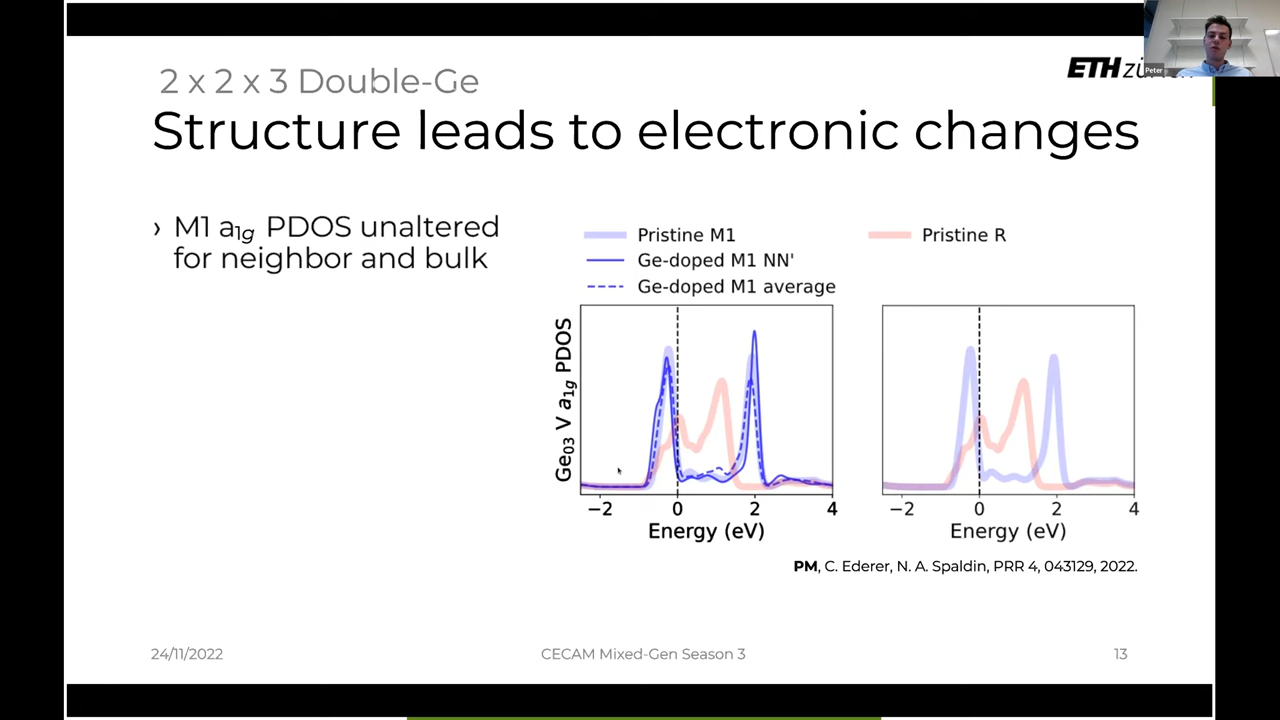 Peter
ETH zü
2 x 2 x 3 Double-Ge
Structure leads to electronic changes
› M1 a1g PDOS unaltered
for neighbor and bulk
Pristine M1
Ge-doped M1 NN'
Ge-doped M1 average
Pristine R
Ge03 V a1g PDOS
−2 0 2 4
Energy (eV)
−2 0 2 4
Energy (eV)
PM, C. Ederer, N. A. Spaldin, PRR 4, 043129, 2022.
24/11/2022
CECAM Mixed-Gen Season 3
13